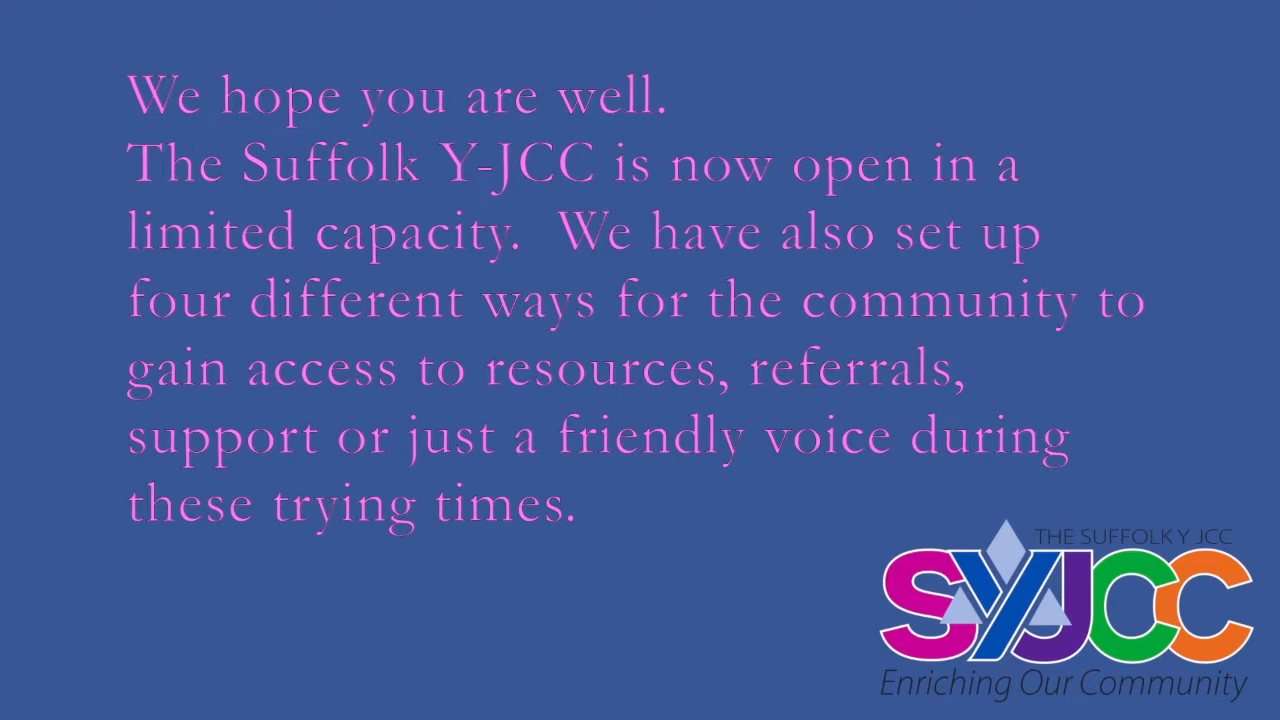 We hope you are well.
The Suffolk Y-JCC is now open in a
limited capacity.  We have also set up
four different ways for the community to
gain access to resources, referrals,
support or just a friendly voice during
these trying times.
THE SUFFOLK Y JCC
SYJCC
Enriching Our Community